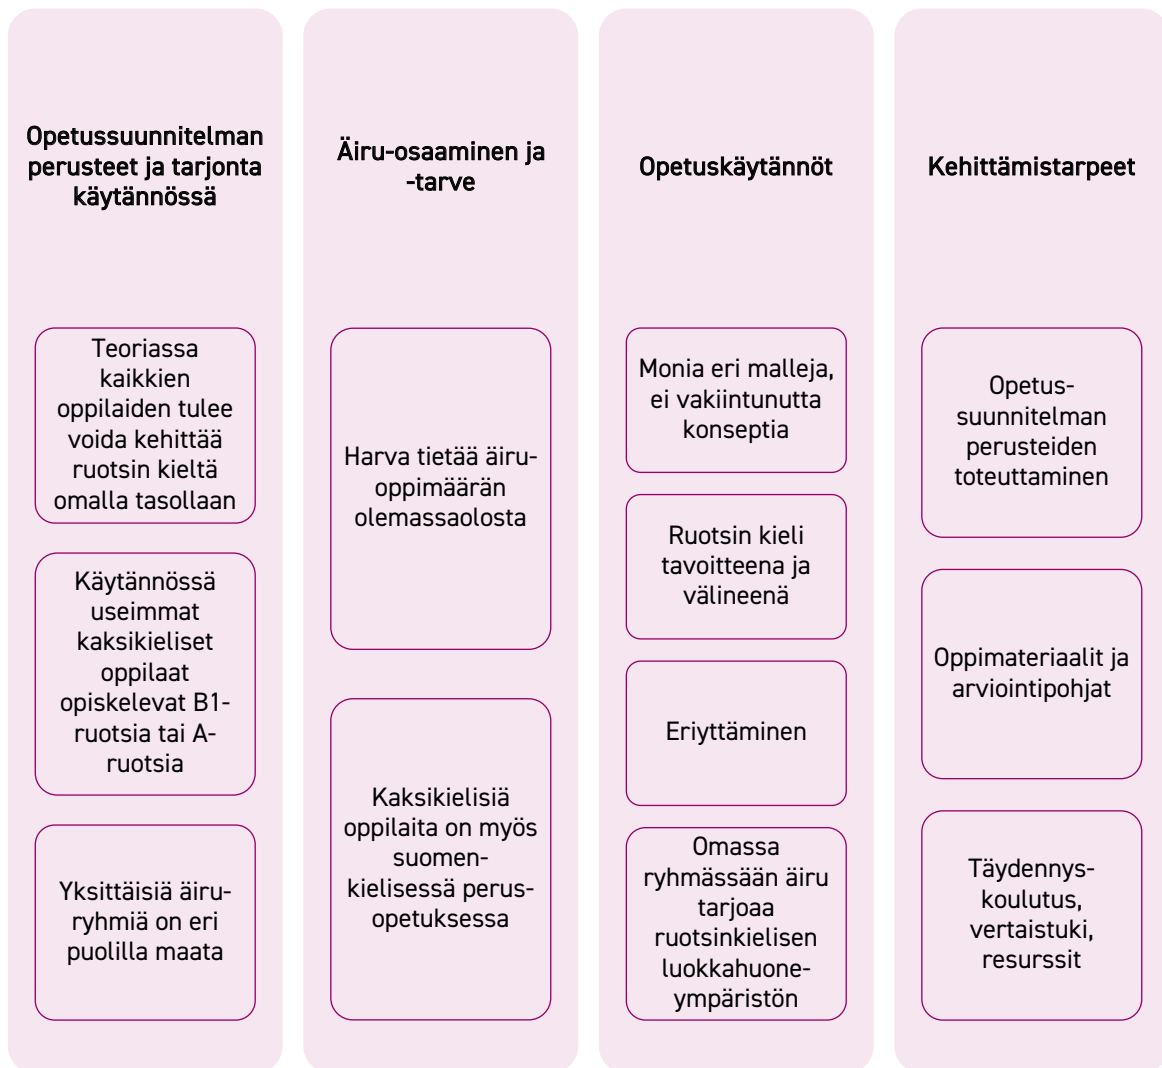 Opetussuunnitelman
perusteet ja tarjonta
käytännössä
Teoriassa
kaikkien
oppilaiden tulee
voida kehittää
ruotsin kieltä
omalla tasollaan
Käytännössä
useimmat
kaksikieliset
oppilaat
opiskelevat B1-
ruotsia tai A-
ruotsia
Yksittäisiä äiru-
ryhmiä on eri
puolilla maata
Äiru-osaaminen ja
-tarve
Harva tietää äiru-
oppimäärän
olemassaolosta
Kaksikielisiä
oppilaita on myös
suomen-
kielisessä perus-
opetuksessa
Opetuskäytännöt
Monia eri malleja,
ei vakiintunutta
konseptia
Ruotsin kieli
tavoitteena ja
välineenä
Eriyttäminen
Omassa
ryhmässään äiru
tarjoaa
ruotsinkielisen
luokkahuone-
ympäristön
Kehittämistarpeet
Opetus-
suunnitelman
perusteiden
toteuttaminen
Oppimateriaalit ja
arviointipohjat
Täydennys-
koulutus,
vertaistuki,
resurssit